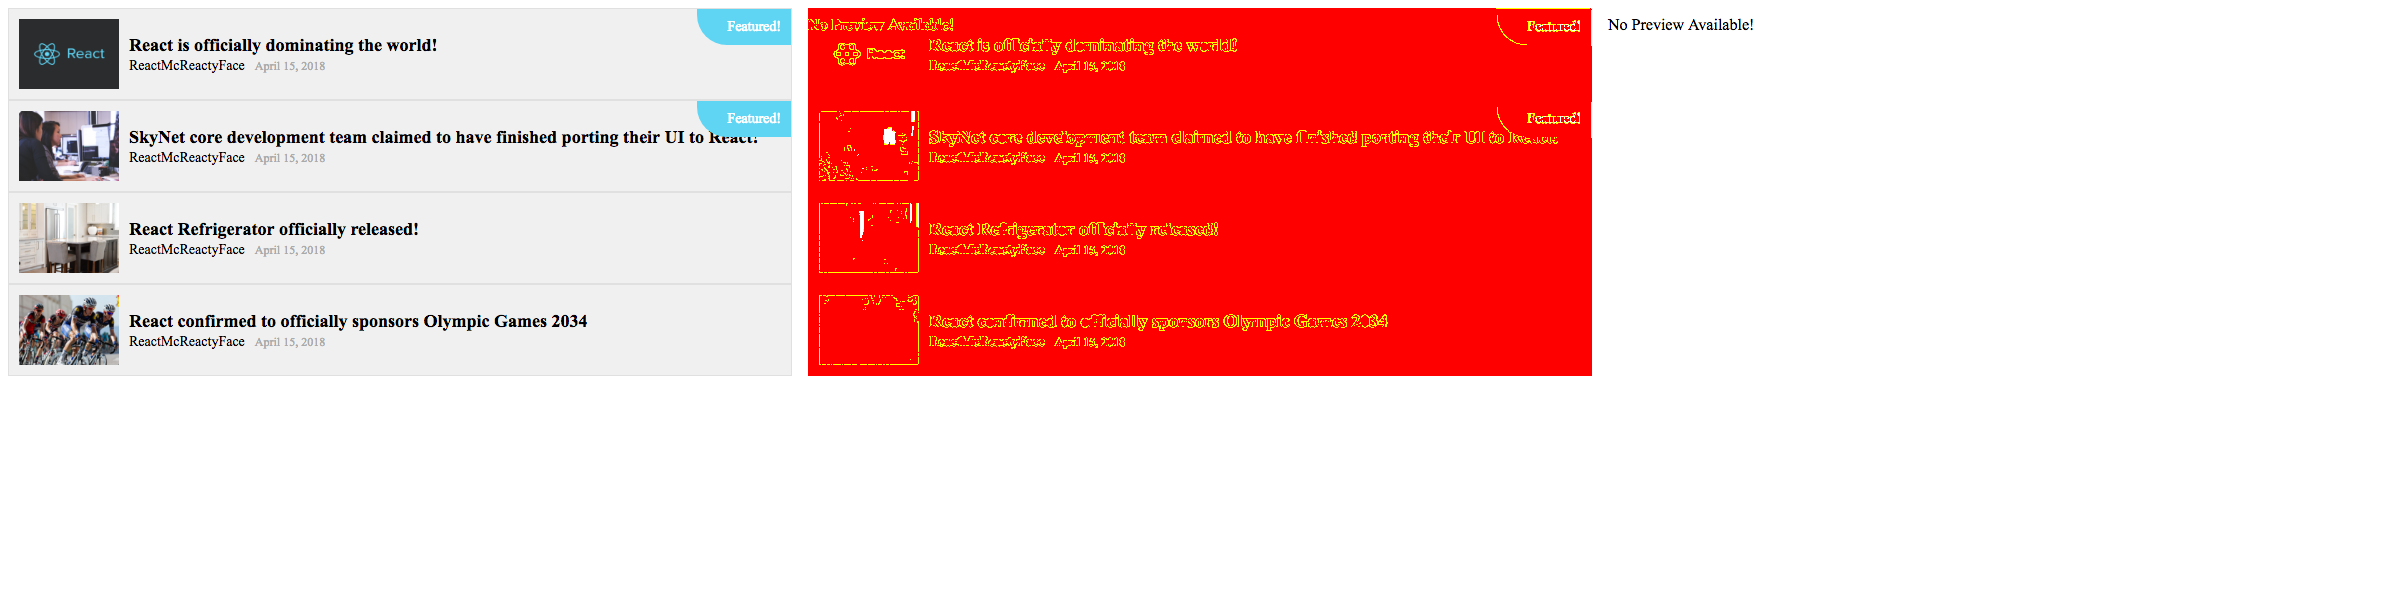 React
React is officially dominating the world!
ReactMcReactyFace April 15, 2018
Featured!
SkyNet core development team claimed to have finished porting their UI to React!
ReactMcReactyFace April 15, 2018
Featured!
React Refrigerator officially released!
ReactMcReactyFace April 15, 2018
React confirmed to officially sponsors Olympic Games 2034
ReactMcReactyFace April 15, 2018
No Preview Available!
React
React is officially dominating the world!
ReactMcReactyFace April 15, 2018
Featured!
SkyNet core development team claimed to have finished porting their UI to React!
ReactMcReactyFace April 15, 2018
Featured!
React Refrigerator officially released!
ReactMcReactyFace April 15, 2018
React confirmed to officially sponsors Olympic Games 2034
ReactMcReactyFace April 15, 2018
No Preview Available!